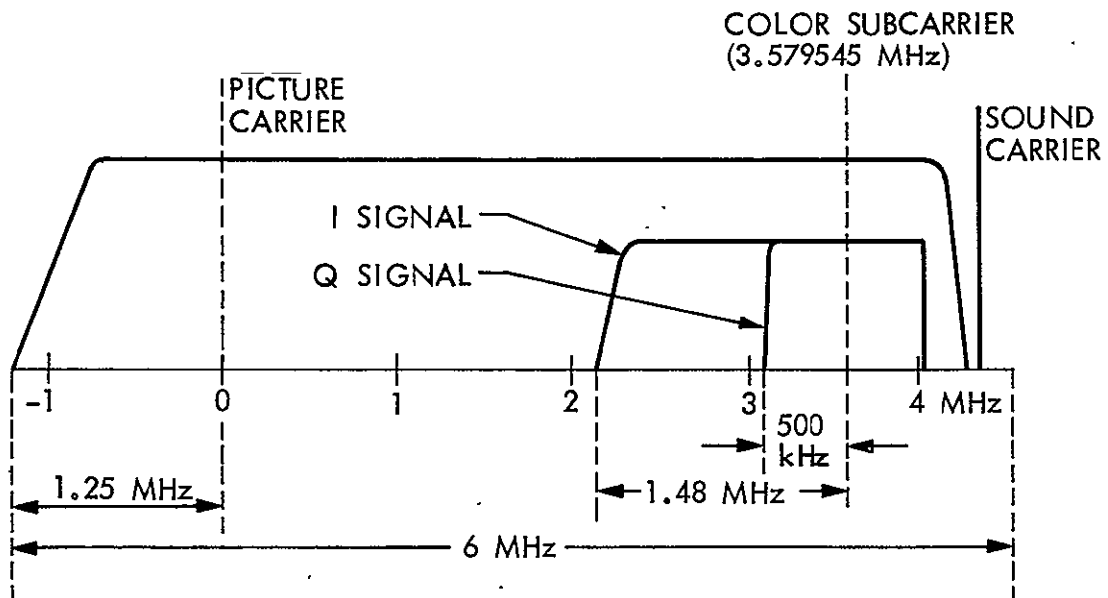 COLOR SUBCARRIER
(3.579545 MHz)
PICTURE
CARRIER
SOUND
CARRIER
I SIGNAL
Q SIGNAL
-1 0 1 2 3 4 MHz
500
kHz
1.25 MHz
1.48 MHz
6 MHz